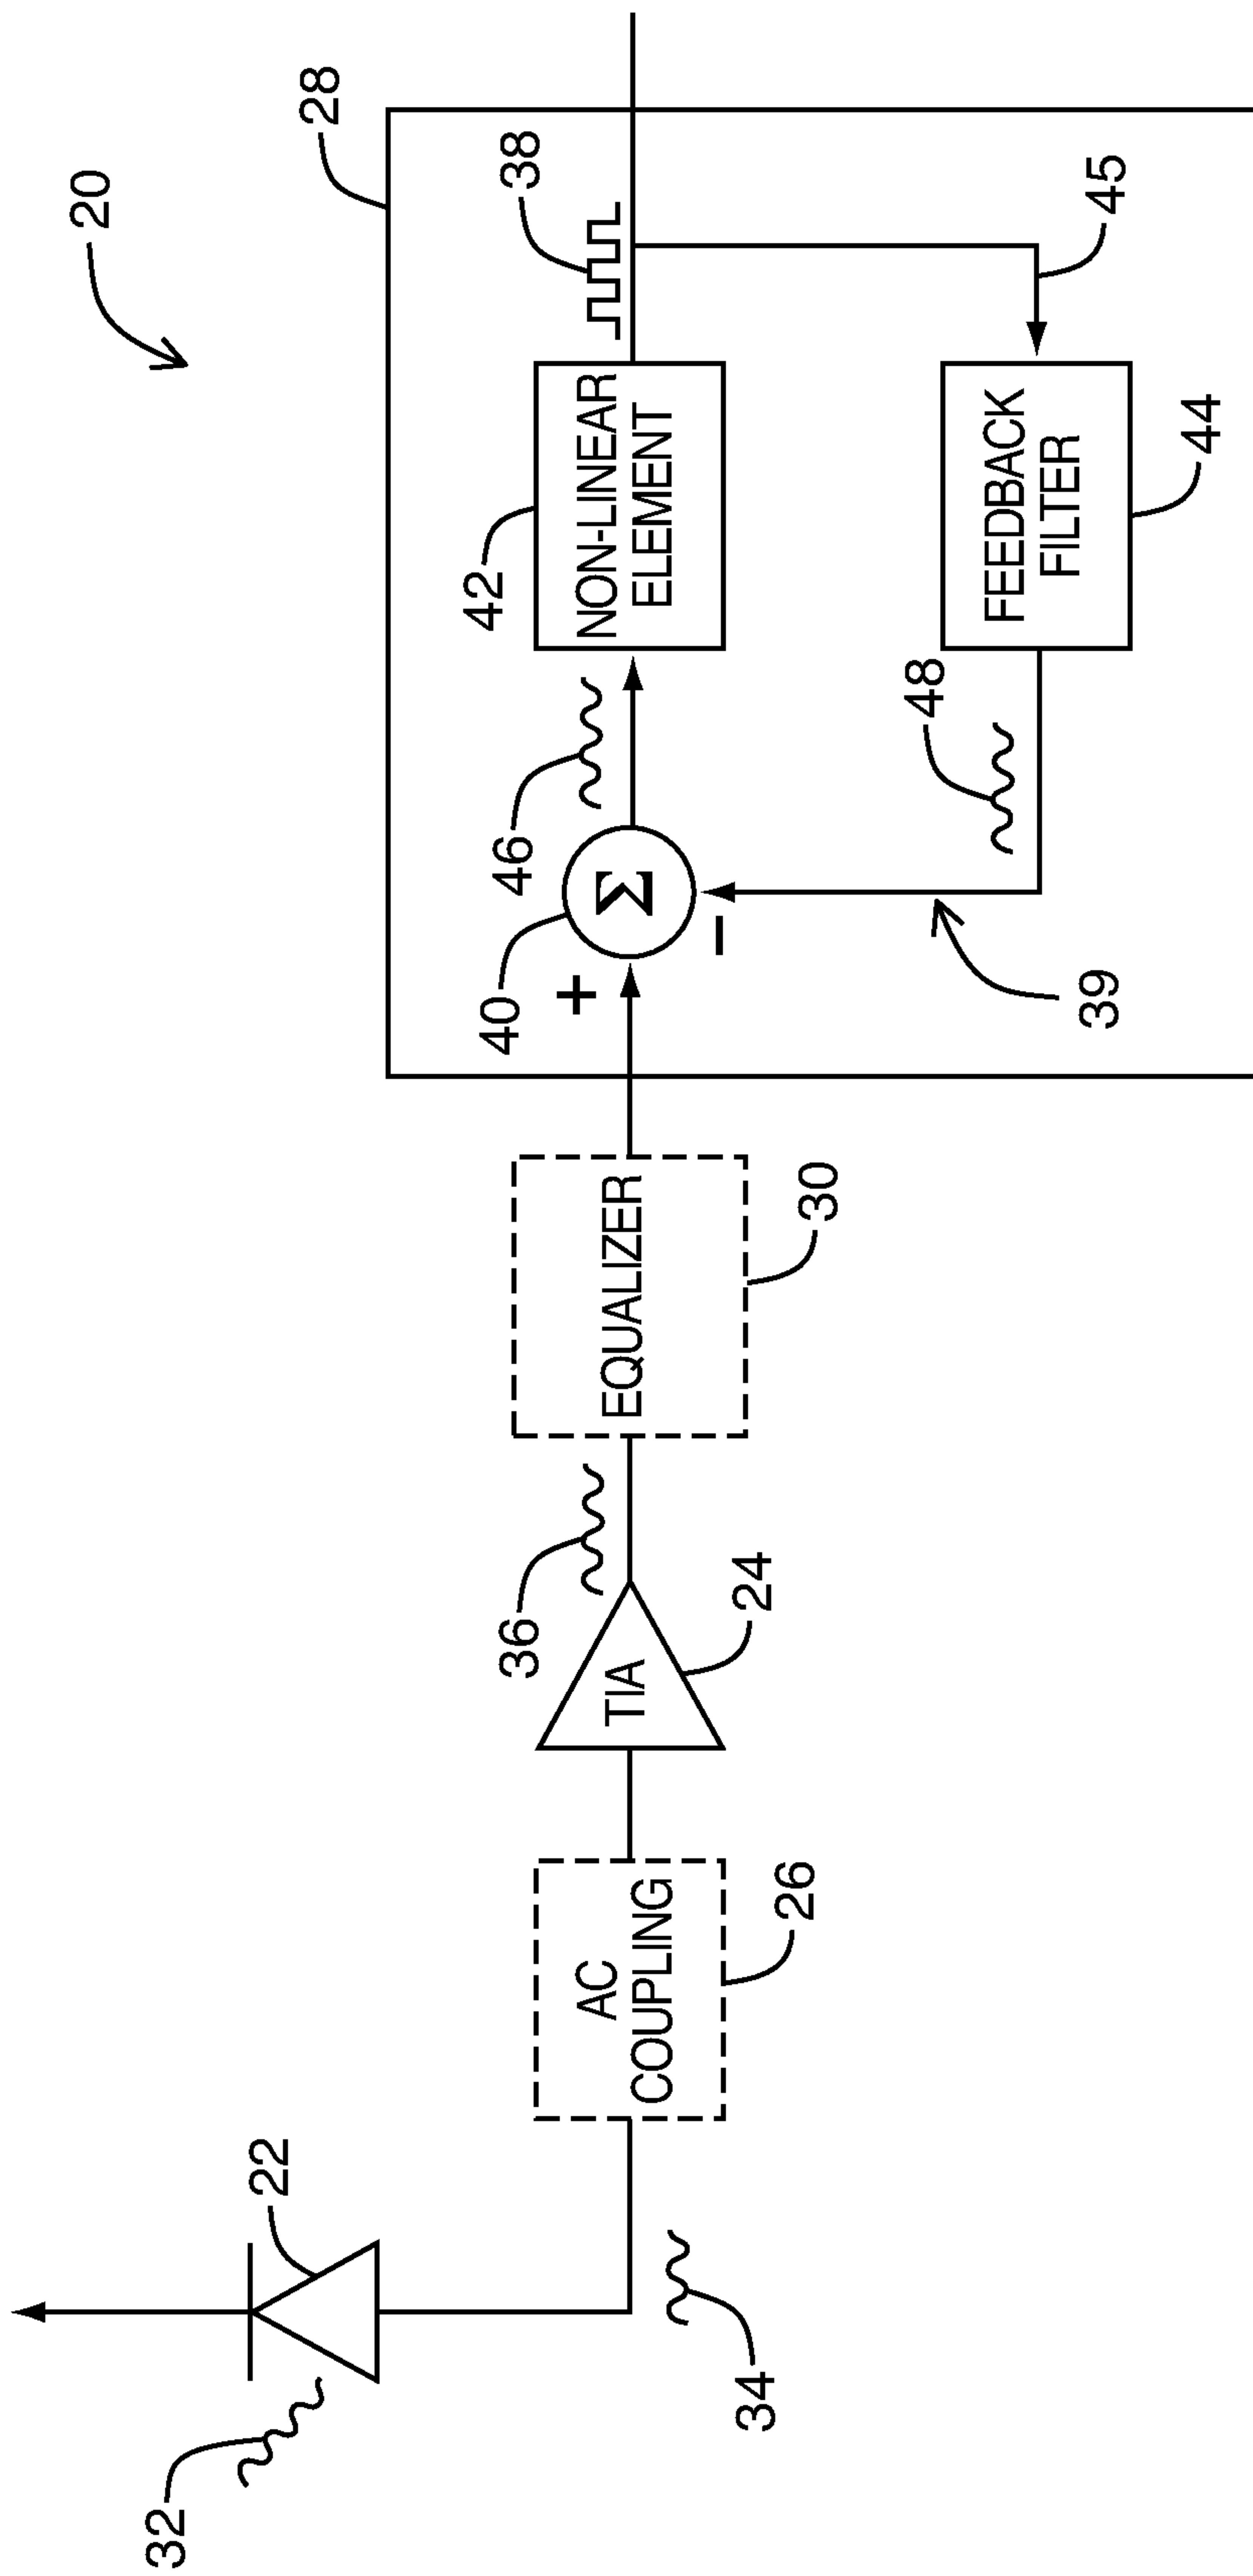 20
28
32
22
34
AC
COUPLING
26
TIA
24
36
EQUALIZER
30
40
+
−
Σ
46
42
NON-LINEAR
ELEMENT
38
39
48
FEEDBACK
FILTER
44
45